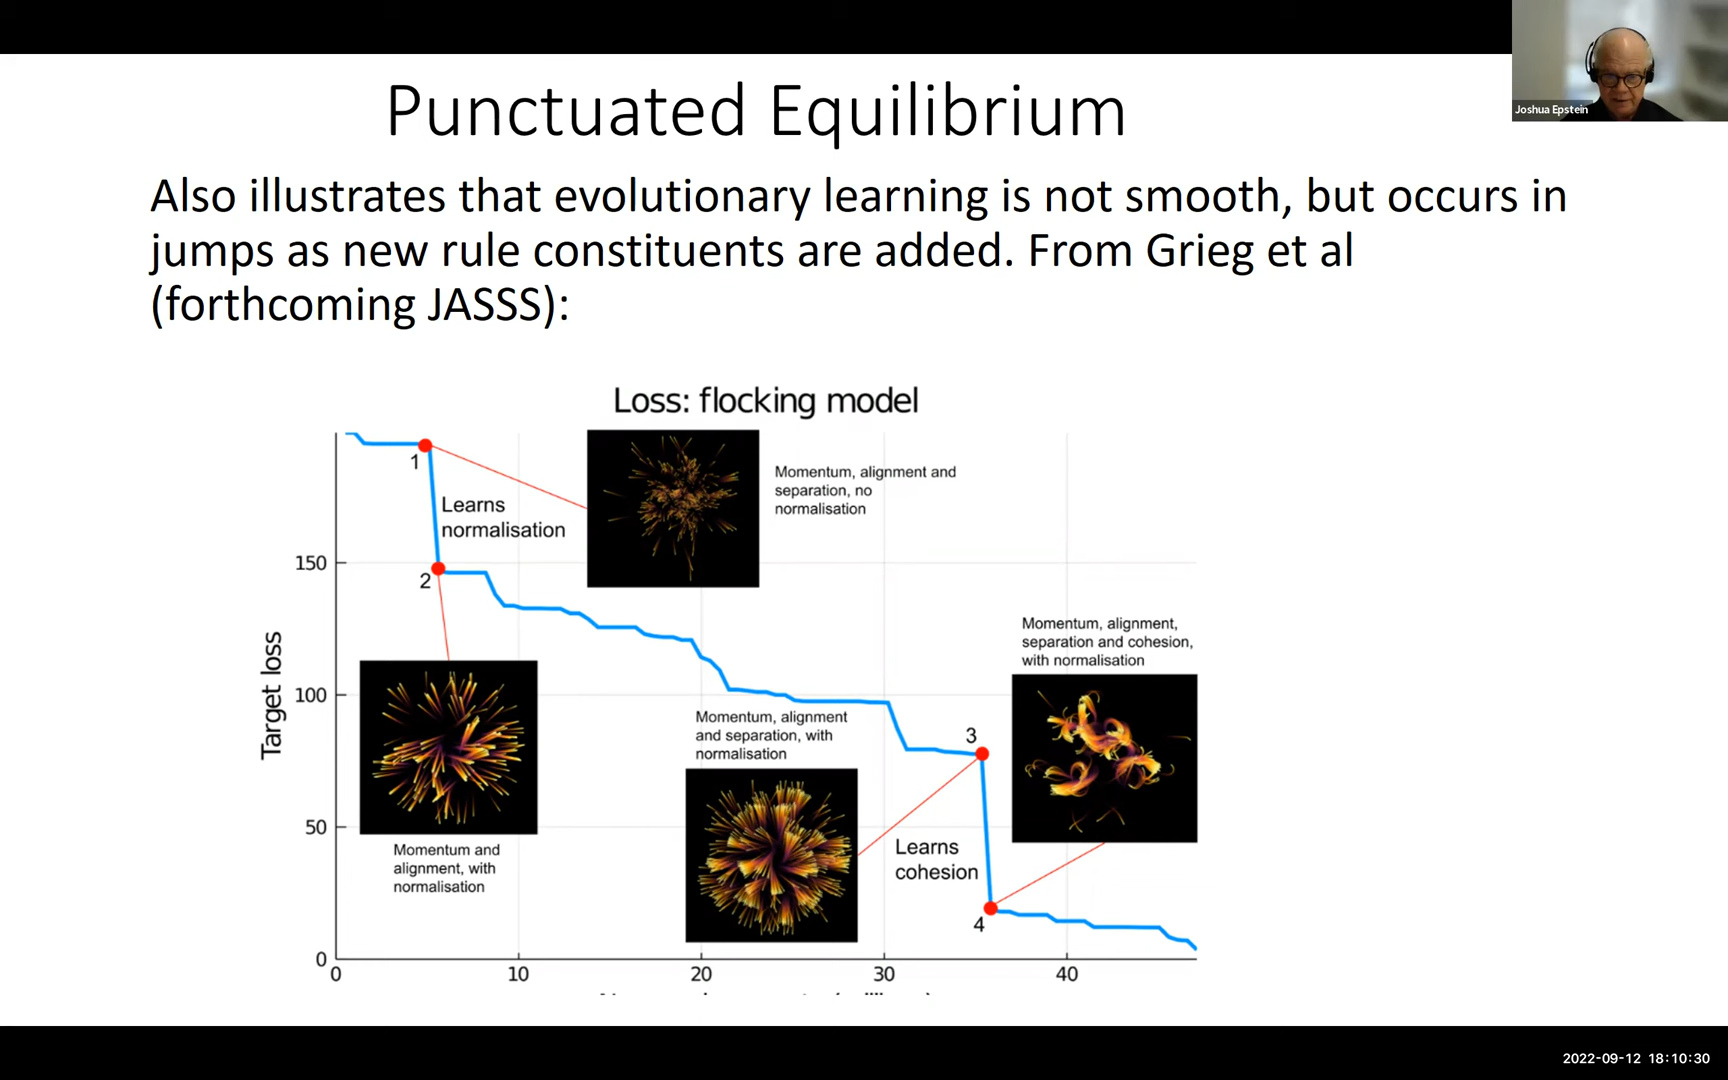 Punctuated Equilibrium
Joshua Epstein
Also illustrates that evolutionary learning is not smooth, but occurs in
jumps as new rule constituents are added. From Grieg et al
(forthcoming JASSS):
Loss: flocking model
1
Learns
normalisation
Momentum, alignment and
separation, no
normalisation
150
2
Momentum, alignment,
separation and cohesion,
with normalisation
Target loss
100
Momentum, alignment
and separation, with
normalisation
3
50
Learns
cohesion
Momentum and
alignment, with
normalisation
4
0
0 10 20 30 40
2022-09-12 18:10:30